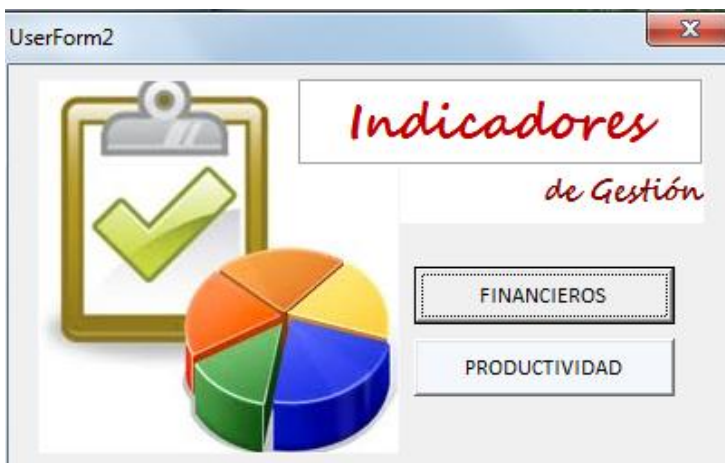 UserForm2
Indicadores
de Gestión
FINANCIEROS
PRODUCTIVIDAD